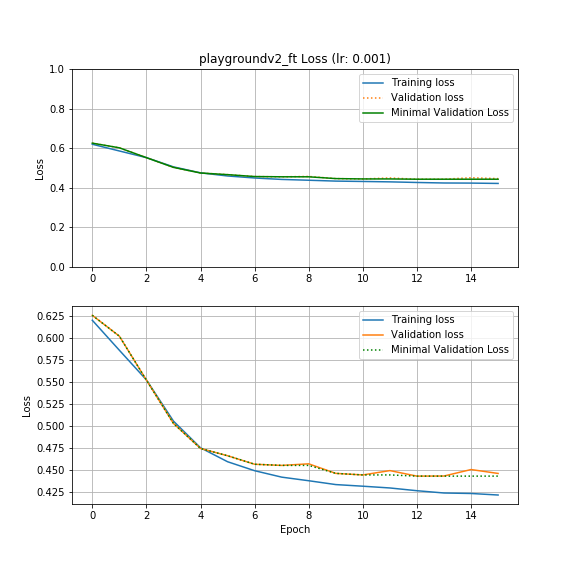 playgroundv2_ft Loss (lr: 0.001)
1.0
0.8
0.6
0.4
0.2
0.0
Loss
Training loss
Validation loss
Minimal Validation Loss
0 2 4 6 8 10 12 14
0.625
0.600
0.575
0.550
0.525
0.500
0.475
0.450
0.425
Loss
Training loss
Validation loss
Minimal Validation Loss
0 2 4 6 8 10 12 14
Epoch